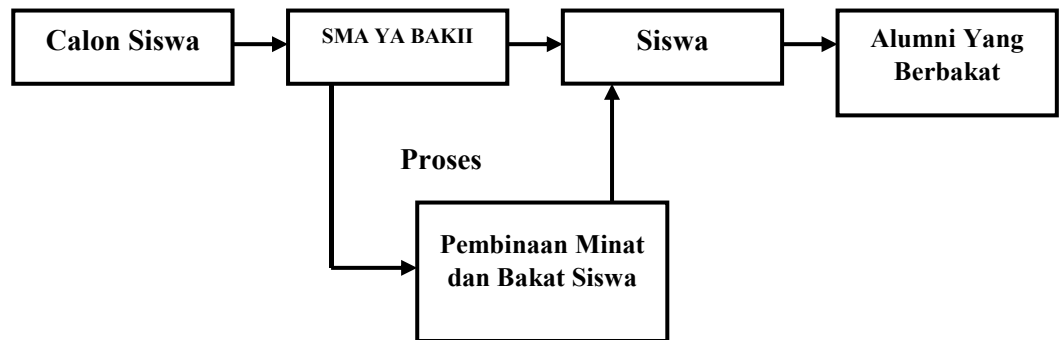 Calon Siswa
SMA YA BAKII
Siswa
Alumni Yang
Berbakat
Proses
Pembinaan Minat
dan Bakat Siswa